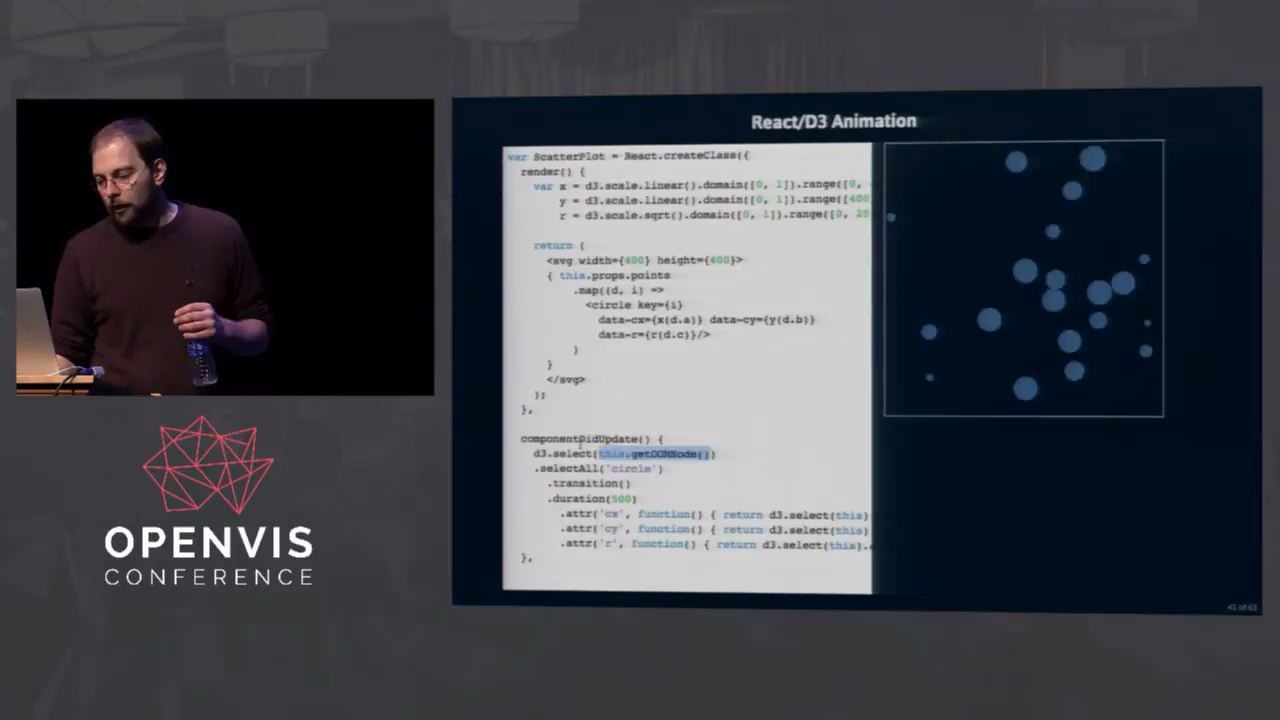 React/D3 Animation
var ScatterPlot = React.createClass({
render() {
var x = d3.scale.linear().domain([0, 1]).range([0,
y = d3.scale.linear().domain([0, 1]).range([400
r = d3.scale.sqrt().domain([0, 1]).range([0, 20
return (
<svg width={400} height={400}>
{ this.props.points
.map((d, i) =>
<circle key={i}
data-cx={x(d.a)} data-cy={y(d.b)}
data-r={r(d.c)}/>
)
}
</svg>
);
},
componentDidUpdate() {
d3.select(this.getDOMNode())
.selectAll('circle')
.transition()
.duration(500)
.attr('cx', function() { return d3.select(this)
.attr('cy', function() { return d3.select(this)
.attr('r', function() { return d3.select(this).
},
41 of 63
OPENVIS
CONFERENCE